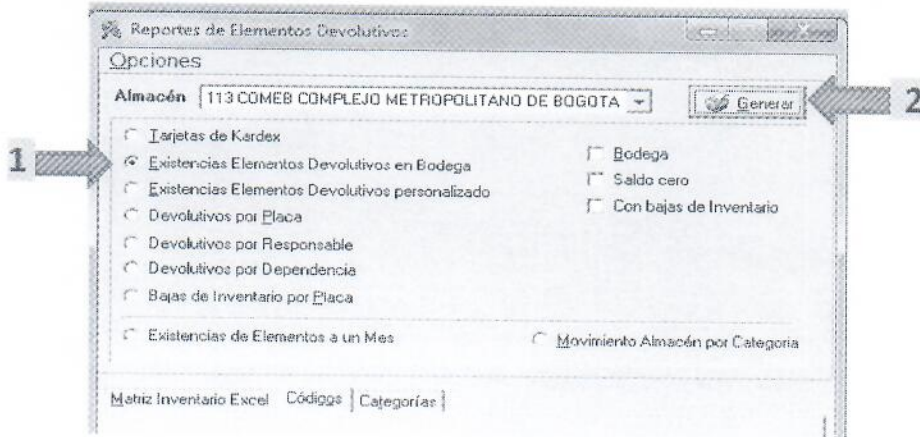 Reportes de Elementos Devolutivos
Opciones
Almacén 113 COMEB COMPLEJO METROPOLITANO DE BOGOTA Generar 2
Tarjetas de Kardex
1 Existencias Elementos Devolutivos en Bodega
Bodega
Existencias Elementos Devolutivos personalizado
Saldo cero
Devolutivos por Placa
Con bajas de Inventario
Devolutivos por Responsable
Devolutivos por Dependencia
Bajas de Inventario por Placa
Existencias de Elementos a un Mes Movimiento Almacén por Categoria
Matriz Inventario Excel Códigos Categorías